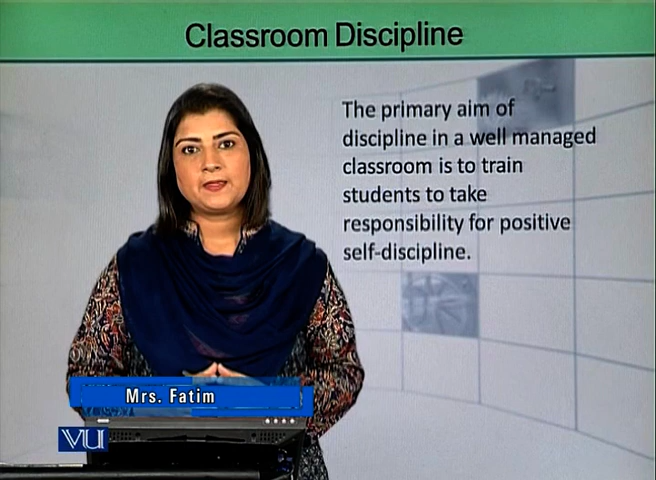 Classroom Discipline
The primary aim of
discipline in a well managed
classroom is to train
students to take
responsibility for positive
self-discipline.
Mrs. Fatim
VU